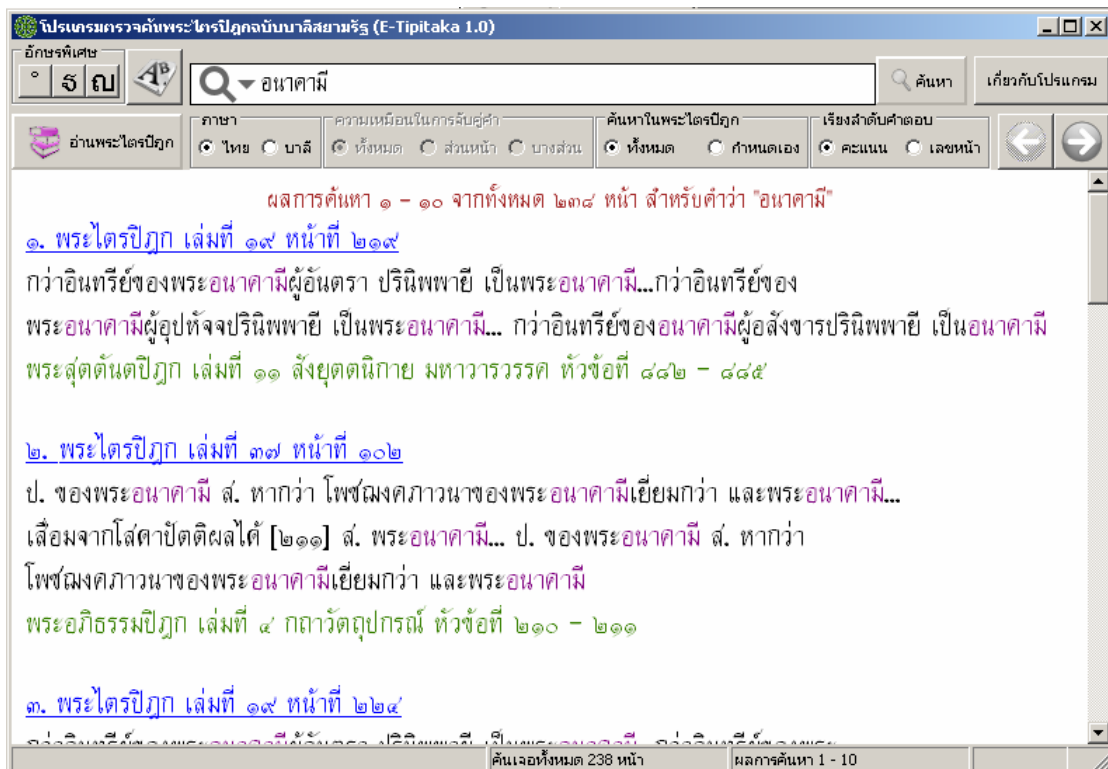 โปรแกรมตรวจค้นพระไตรปิฎกฉบับบาลีสยามรัฐ (E-Tipitaka 1.0)
อักษรพิเศษ
ํ ธ ญ
อนาคามี
ค้นหา
เกี่ยวกับโปรแกรม
อ่านพระไตรปิฎก
ภาษา
ไทย บาลี
ความเหมือนในการจับคู่คำ
ทั้งหมด ส่วนหน้า บางส่วน
ค้นหาในพระไตรปิฎก
ทั้งหมด กำหนดเอง
เรียงลำดับคำตอบ
คะแนน เลขหน้า
ผลการค้นหา ๑ - ๑๐ จากทั้งหมด ๒๓๘ หน้า สำหรับคำว่า "อนาคามี"
๑. พระไตรปิฎก เล่มที่ ๑๙ หน้าที่ ๒๑๙
กว่าอินทรีย์ของพระอนาคามีผู้อันตรา ปรินิพพายี เป็นพระอนาคามี...กว่าอินทรีย์ของ
พระอนาคามีผู้อุปหัจจปรินิพพายี เป็นพระอนาคามี... กว่าอินทรีย์ของอนาคามีผู้อสังขารปรินิพพายี เป็นอนาคามี
พระสุตตันตปิฎก เล่มที่ ๑๑ สังยุตตนิกาย มหาวารวรรค หัวข้อที่ ๘๘๒ - ๘๘๕
๒. พระไตรปิฎก เล่มที่ ๓๗ หน้าที่ ๑๐๒
ป. ของพระอนาคามี ส. หากว่า โพชฌงคภาวนาของพระอนาคามีเยี่ยมกว่า และพระอนาคามี...
เสื่อมจากโสดาปัตติผลได้ [๒๑๑] ส. พระอนาคามี... ป. ของพระอนาคามี ส. หากว่า
โพชฌงคภาวนาของพระอนาคามีเยี่ยมกว่า และพระอนาคามี
พระอภิธรรมปิฎก เล่มที่ ๔ กถาวัตถุปกรณ์ หัวข้อที่ ๒๑๐ - ๒๑๑
๓. พระไตรปิฎก เล่มที่ ๑๙ หน้าที่ ๒๒๔
ค้นเจอทั้งหมด 238 หน้า
ผลการค้นหา 1 - 10